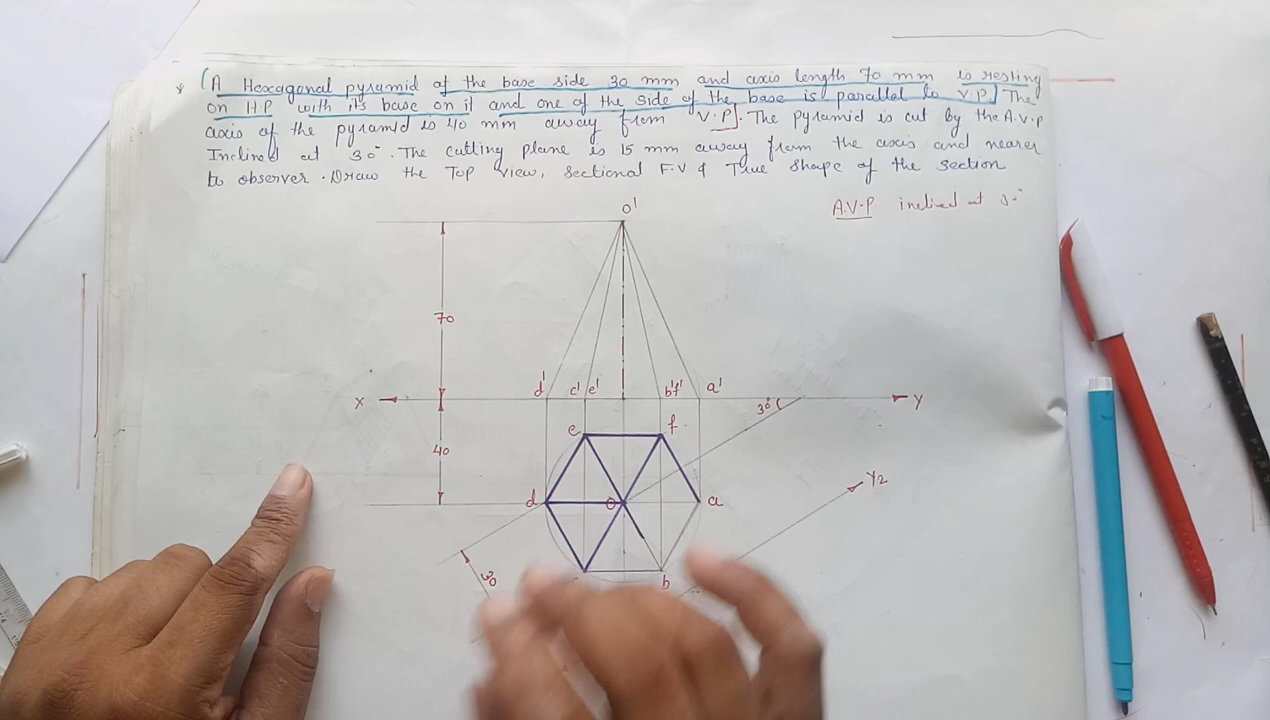 * (A Hexagonal pyramid of the base side 30 mm and axis length 70 mm is resting
on H.P with its base on it and one of the side of the base is parallel to V.P.] The
axis of the pyramid is 40 mm away from V.P]. The pyramid is cut by the A.V.P
Inclined at 30°. The cutting plane is 15 mm away from the axis and nearer
to observer. Draw the Top View, Sectional F.V & True Shape of the section
A.V.P inclined at 30°
o'
70
d' c' e' b' f' a'
X Y
30°
40
e f
d o a
Y2
30
b